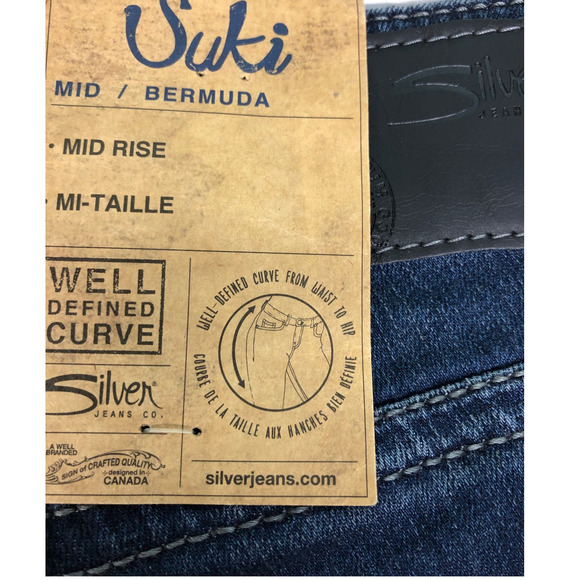 Suki
MID / BERMUDA
• MID RISE
• MI-TAILLE
WELL
DEFINED
CURVE
WELL-DEFINED CURVE FROM WAIST TO HIP
COURBE DE LA TAILLE AUX HANCHES BIEN DÉFINIE
Silver
JEANS CO.
A WELL
BRANDED
SIGN of CRAFTED QUALITY
designed in
CANADA
silverjeans.com
Silver
JEANS